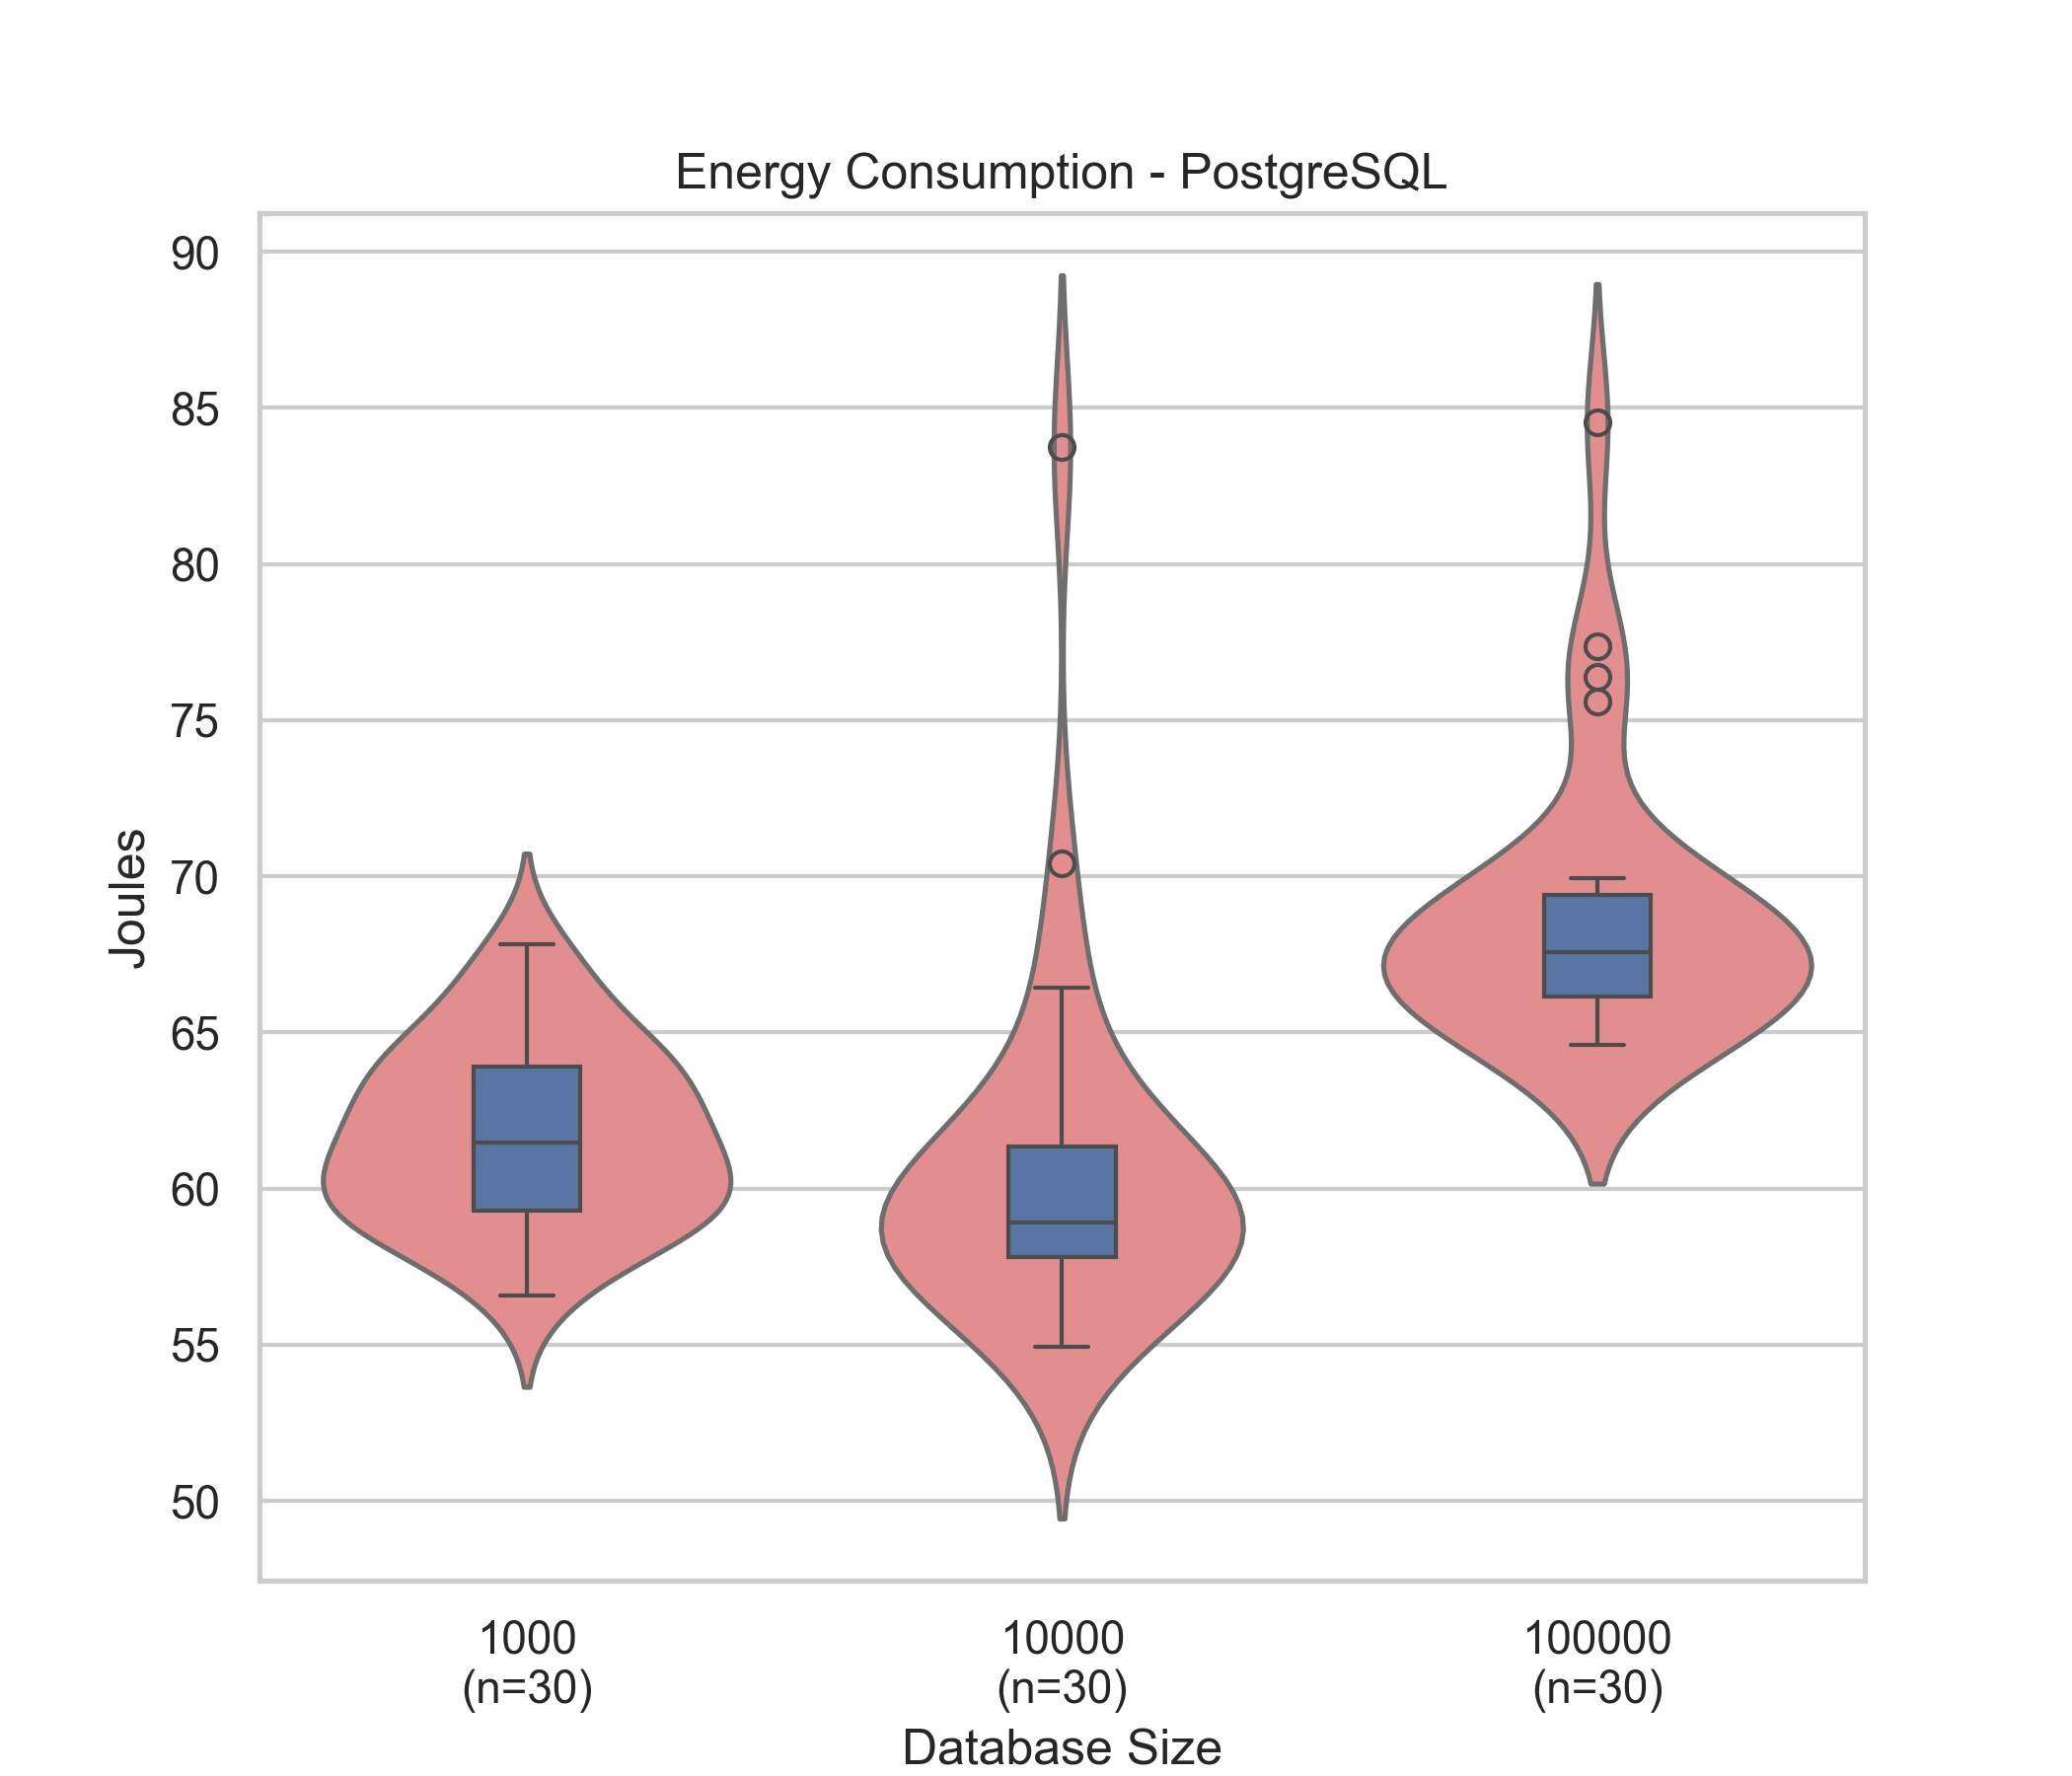 Energy Consumption - PostgreSQL
90
85
80
75
70
65
60
55
50
Joules
1000
(n=30)
10000
(n=30)
100000
(n=30)
Database Size